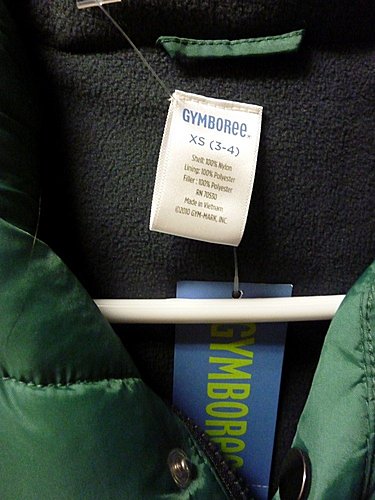 GYMBOREE.
XS (3-4)
Shell: 100% Nylon
Lining: 100% Polyester
Filler : 100% Polyester
RN 70550
Made in Vietnam
©2010 GYM-MARK, INC.
GYMBORee